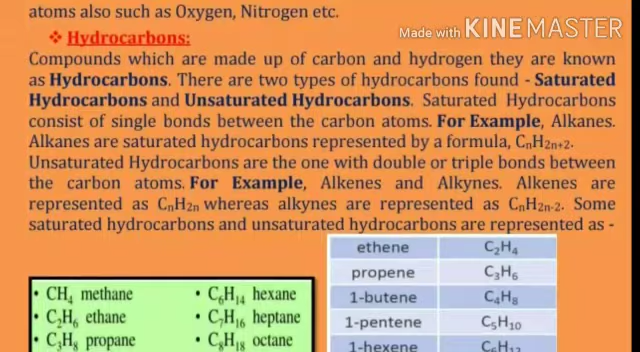 atoms also such as Oxygen, Nitrogen etc.
Made with KINEMASTER
❖ Hydrocarbons:
Compounds which are made up of carbon and hydrogen they are known
as Hydrocarbons. There are two types of hydrocarbons found - Saturated
Hydrocarbons and Unsaturated Hydrocarbons. Saturated Hydrocarbons
consist of single bonds between the carbon atoms. For Example, Alkanes.
Alkanes are saturated hydrocarbons represented by a formula, CnH2n+2.
Unsaturated Hydrocarbons are the one with double or triple bonds between
the carbon atoms. For Example, Alkenes and Alkynes. Alkenes are
represented as CnH2n whereas alkynes are represented as CnH2n-2. Some
saturated hydrocarbons and unsaturated hydrocarbons are represented as -
• CH₄ methane
• C₂H₆ ethane
• C₃H₈ propane
• C₆H₁₄ hexane
• C₇H₁₆ heptane
• C₈H₁₈ octane
ethene C₂H₄
propene C₃H₆
1-butene C₄H₈
1-pentene C₅H₁₀
1-hexene C₆H₁₂